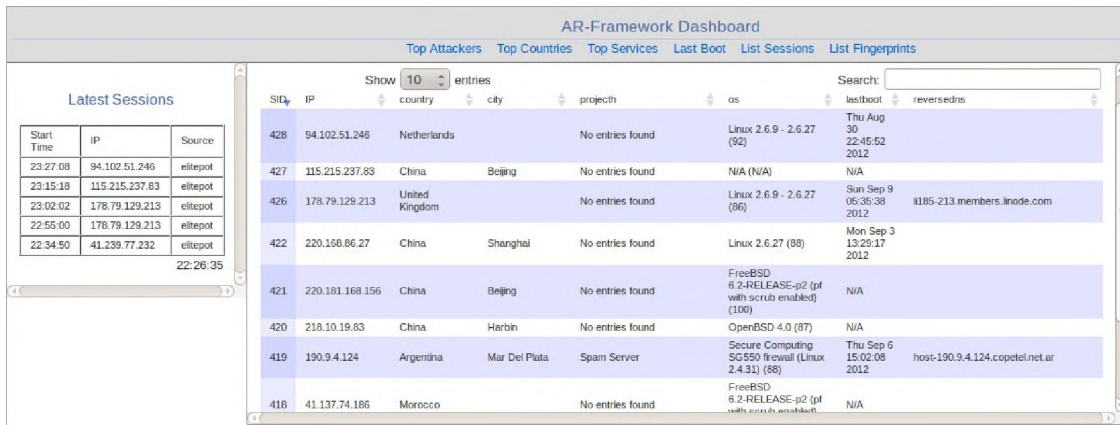 AR-Framework Dashboard
Top Attackers Top Countries Top Services Last Boot List Sessions List Fingerprints
Latest Sessions
Start Time IP Source
23:27:08 94.102.51.246 elitepot
23:15:18 115.215.237.83 elitepot
23:02:02 178.79.129.213 elitepot
22:55:00 178.79.129.213 elitepot
22:34:50 41.239.77.232 elitepot
22:26:35
Show 10 entries
Search:
SID IP country city projecth os lastboot reversedns
428 94.102.51.246 Netherlands No entries found Linux 2.6.9 - 2.6.27 (92) Thu Aug 30 22:45:52 2012
427 115.215.237.83 China Beijing No entries found N/A (N/A) N/A
426 178.79.129.213 United Kingdom No entries found Linux 2.6.9 - 2.6.27 (86) Sun Sep 9 05:35:38 2012 li185-213.members.linode.com
422 220.168.86.27 China Shanghai No entries found Linux 2.6.27 (88) Mon Sep 3 13:29:17 2012
421 220.181.168.156 China Beijing No entries found FreeBSD 6.2-RELEASE-p2 (pf with scrub enabled) (100) N/A
420 218.10.19.83 China Harbin No entries found OpenBSD 4.0 (87) N/A
419 190.9.4.124 Argentina Mar Del Plata Spam Server Secure Computing SG550 firewall (Linux 2.4.31) (88) Thu Sep 6 15:02:08 2012 host-190.9.4.124.copetel.net.ar
418 41.137.74.186 Morocco No entries found FreeBSD 6.2-RELEASE-p2 (pf with scrub enabled) N/A